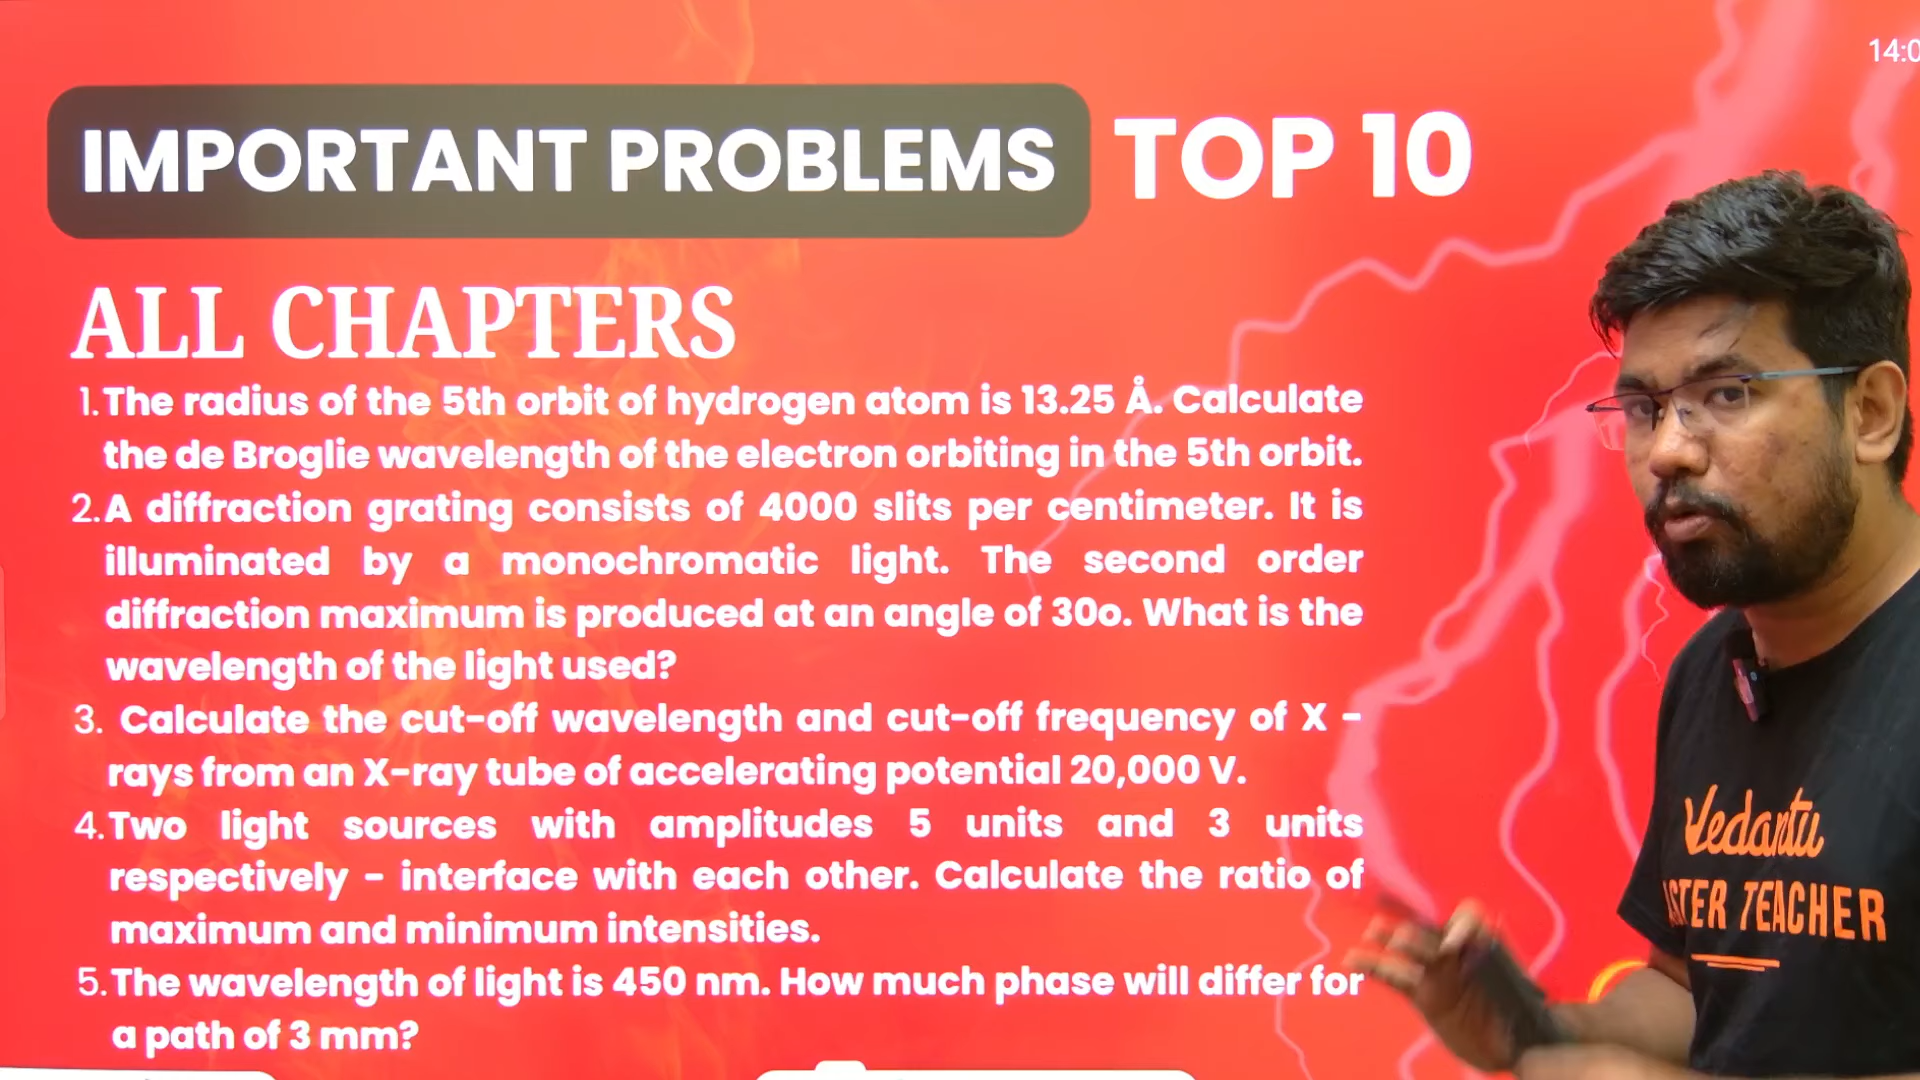 14:0
IMPORTANT PROBLEMS TOP 10
ALL CHAPTERS
1. The radius of the 5th orbit of hydrogen atom is 13.25 Å. Calculate
the de Broglie wavelength of the electron orbiting in the 5th orbit.
2. A diffraction grating consists of 4000 slits per centimeter. It is
illuminated by a monochromatic light. The second order
diffraction maximum is produced at an angle of 30o. What is the
wavelength of the light used?
3. Calculate the cut-off wavelength and cut-off frequency of X -
rays from an X-ray tube of accelerating potential 20,000 V.
4. Two light sources with amplitudes 5 units and 3 units
respectively - interface with each other. Calculate the ratio of
maximum and minimum intensities.
5. The wavelength of light is 450 nm. How much phase will differ for
a path of 3 mm?
Vedantu
STER TEACHER